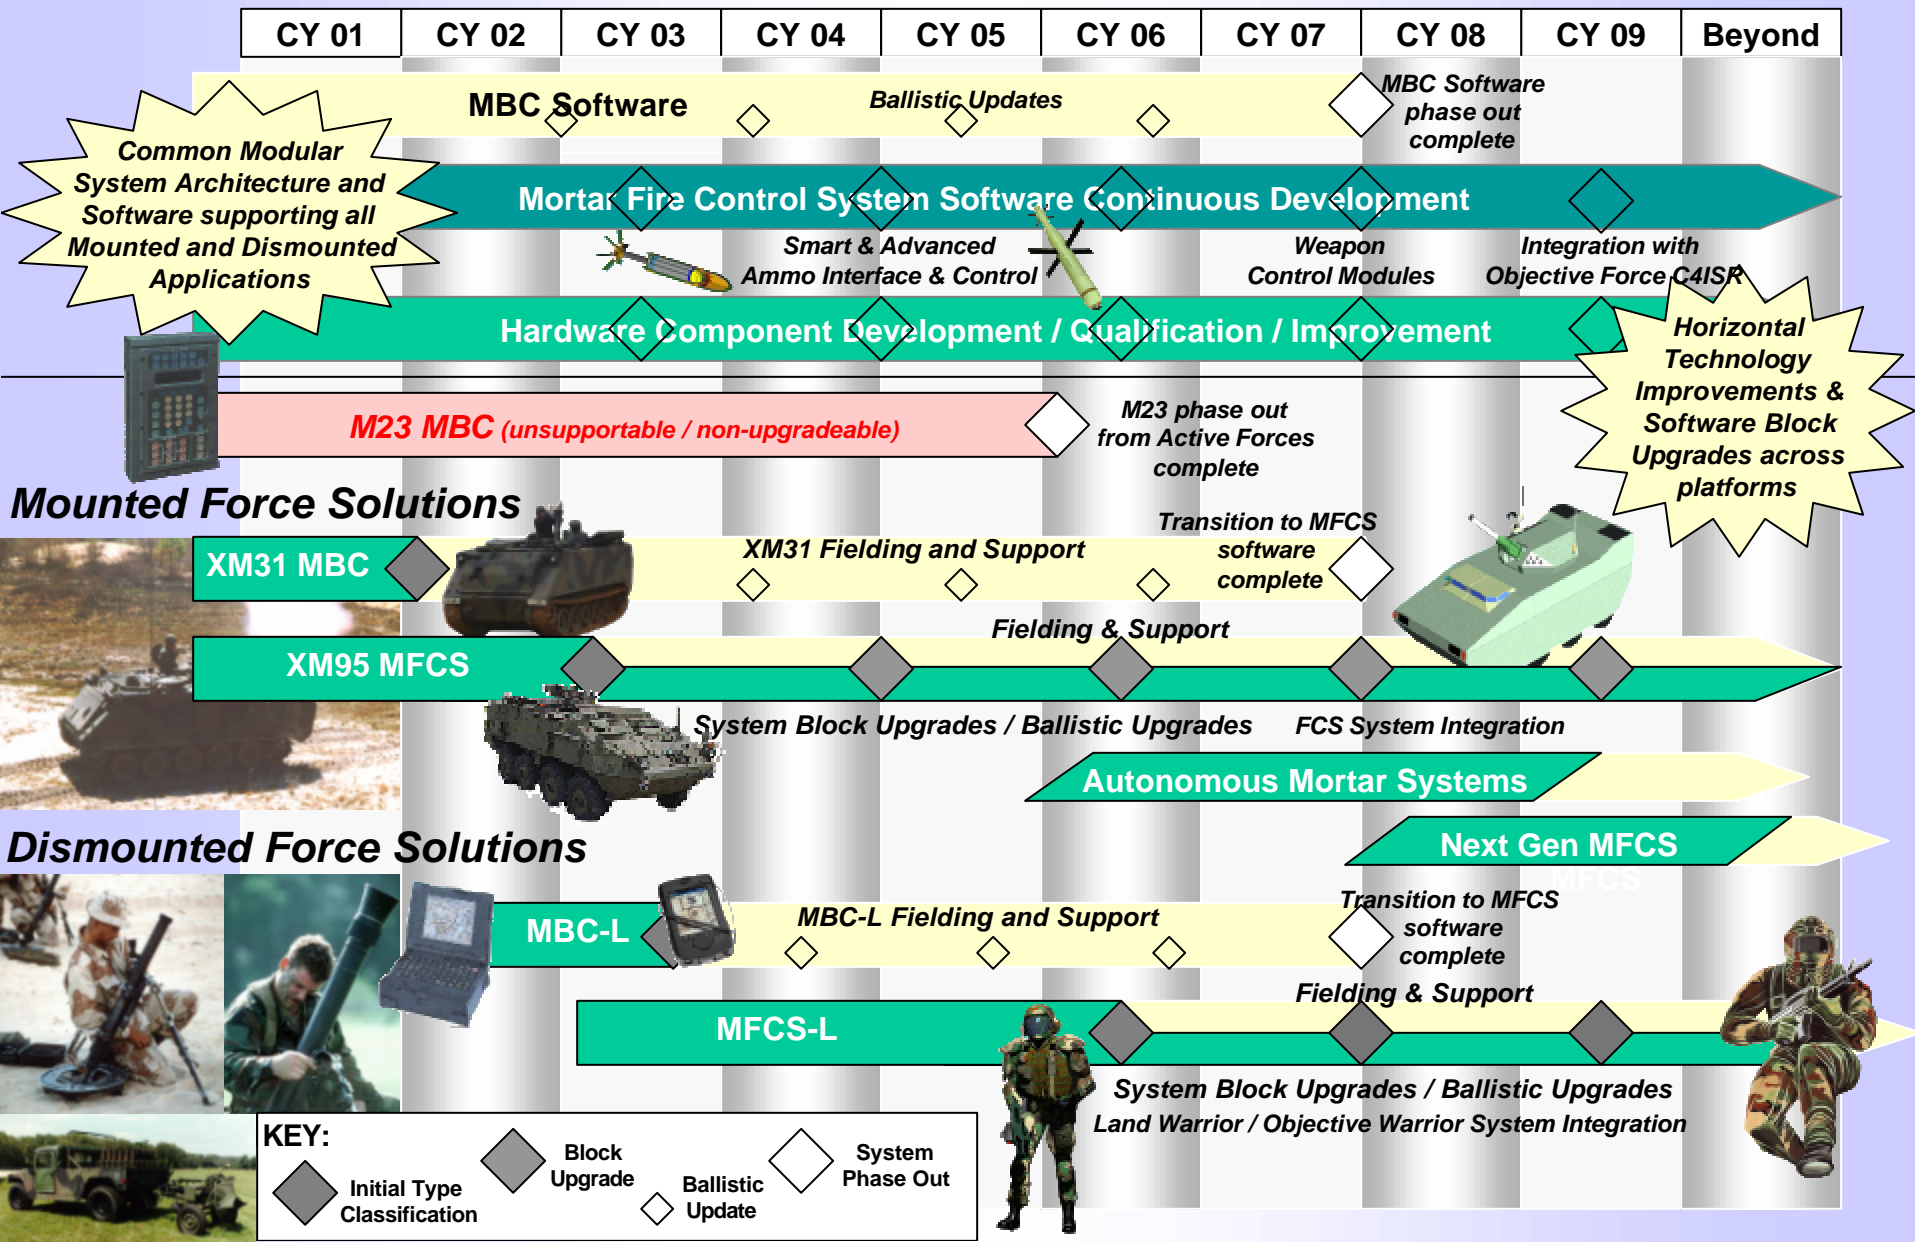 CY 01 CY 02 CY 03 CY 04 CY 05 CY 06 CY 07 CY 08 CY 09 Beyond
MBC Software
Ballistic Updates
MBC Software
phase out
complete
Common Modular
System Architecture and
Software supporting all
Mounted and Dismounted
Applications
Mortar Fire Control System Software Continuous Development
Smart & Advanced
Ammo Interface & Control
Weapon
Control Modules
Integration with
Objective Force C4ISR
Hardware Component Development / Qualification / Improvement
Horizontal
Technology
Improvements &
Software Block
Upgrades across
platforms
M23 MBC (unsupportable / non-upgradeable)
M23 phase out
from Active Forces
complete
Mounted Force Solutions
XM31 MBC
XM31 Fielding and Support
Transition to MFCS
software
complete
XM95 MFCS
Fielding & Support
System Block Upgrades / Ballistic Upgrades
FCS System Integration
Autonomous Mortar Systems
Next Gen MFCS
MFCS
Dismounted Force Solutions
MBC-L
MBC-L Fielding and Support
Transition to MFCS
software
complete
MFCS-L
Fielding & Support
System Block Upgrades / Ballistic Upgrades
Land Warrior / Objective Warrior System Integration
KEY:
Initial Type
Classification
Block
Upgrade
Ballistic
Update
System
Phase Out